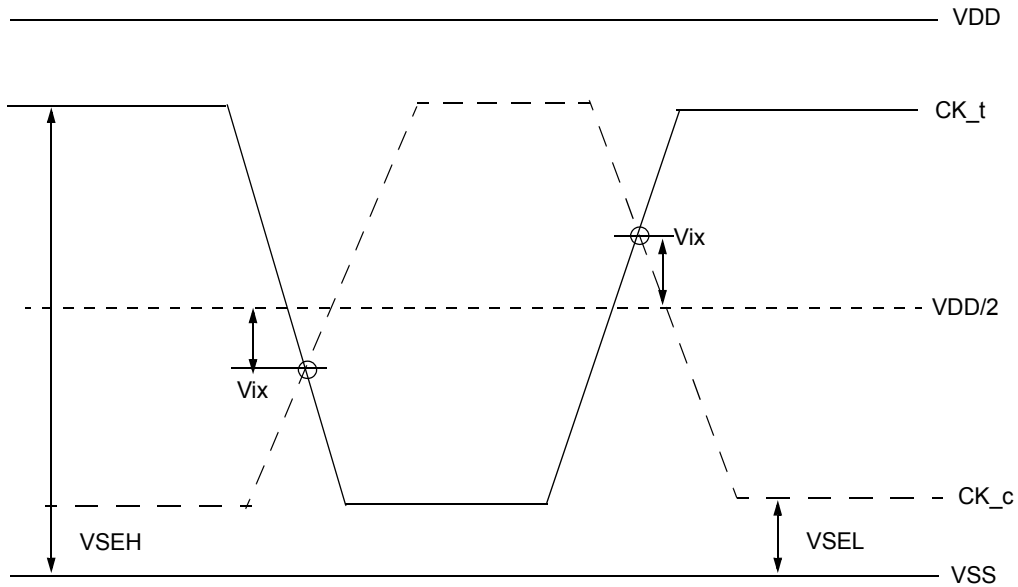 VDD
CK_t
Vix
VDD/2
Vix
CK_c
VSEH
VSEL
VSS